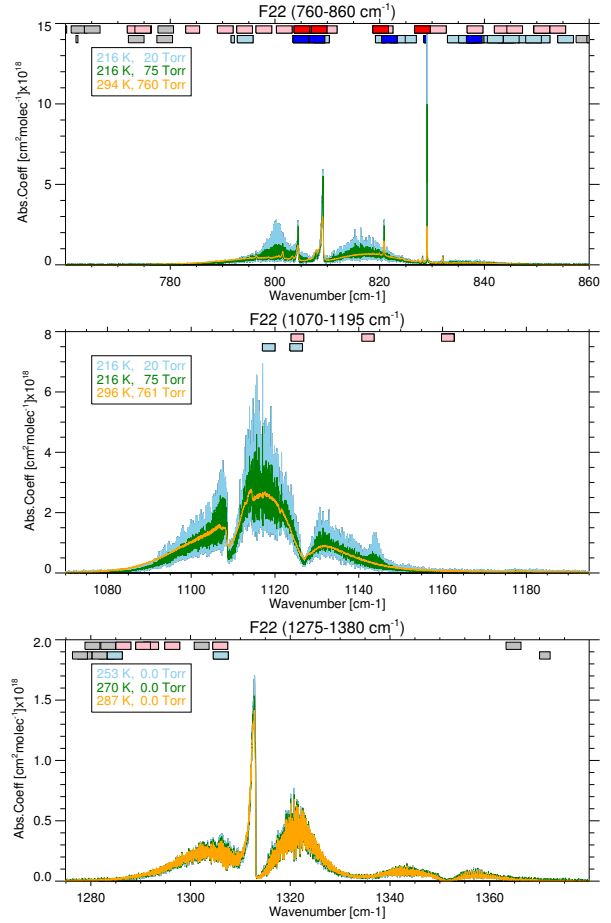 F22 (760-860 cm⁻¹)
15
10
5
0
Abs.Coeff [cm²molec⁻¹]x10¹⁸
216 K, 20 Torr
216 K, 75 Torr
294 K, 760 Torr
780 800 820 840 860
Wavenumber [cm-1]
F22 (1070-1195 cm⁻¹)
8
6
4
2
0
Abs.Coeff [cm²molec⁻¹]x10¹⁸
216 K, 20 Torr
216 K, 75 Torr
296 K, 761 Torr
1080 1100 1120 1140 1160 1180
Wavenumber [cm-1]
F22 (1275-1380 cm⁻¹)
2.0
1.5
1.0
0.5
0.0
Abs.Coeff [cm²molec⁻¹]x10¹⁸
253 K, 0.0 Torr
270 K, 0.0 Torr
287 K, 0.0 Torr
1280 1300 1320 1340 1360
Wavenumber [cm-1]